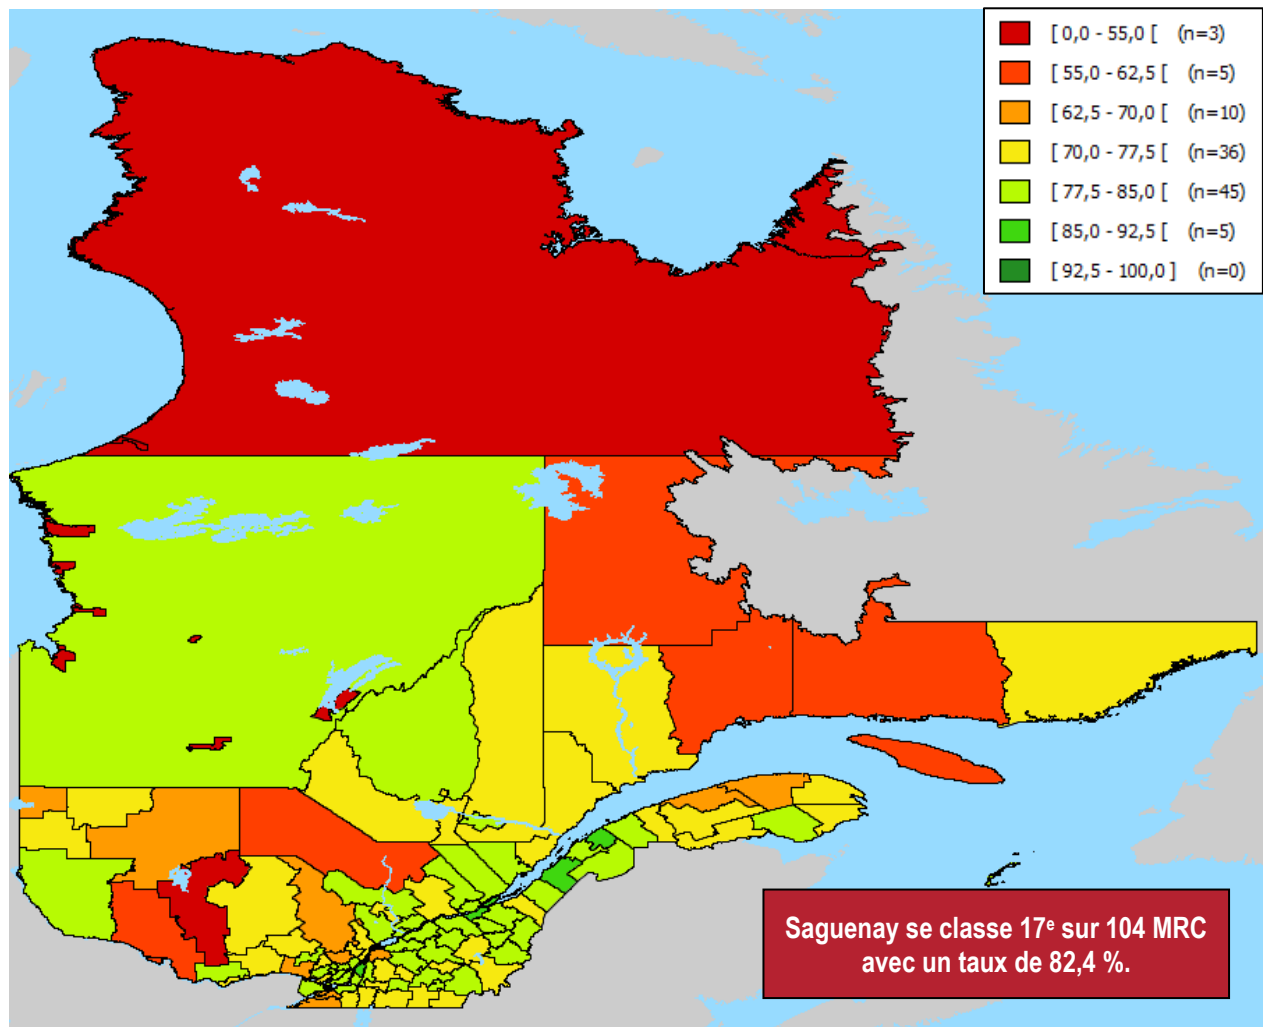 [ 0,0 - 55,0 [ (n=3)
[ 55,0 - 62,5 [ (n=5)
[ 62,5 - 70,0 [ (n=10)
[ 70,0 - 77,5 [ (n=36)
[ 77,5 - 85,0 [ (n=45)
[ 85,0 - 92,5 [ (n=5)
[ 92,5 - 100,0 ] (n=0)
Saguenay se classe 17ᵉ sur 104 MRC
avec un taux de 82,4 %.